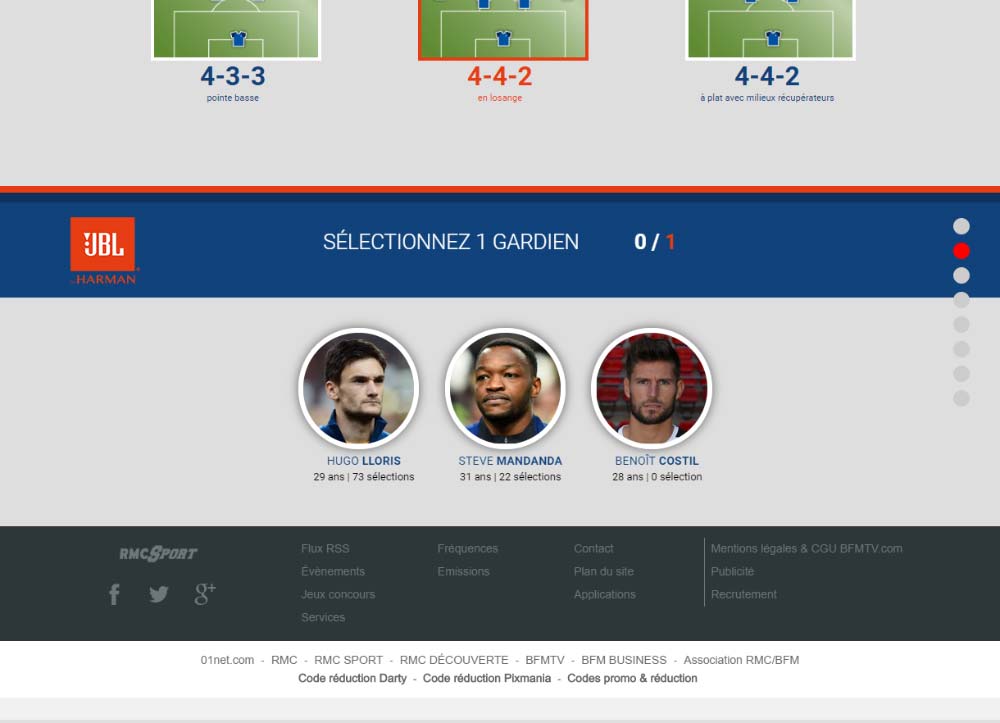 4-3-3
pointe basse
4-4-2
en losange
4-4-2
à plat avec milieux récupérateurs
JBL
by HARMAN
SÉLECTIONNEZ 1 GARDIEN
0 / 1
HUGO LLORIS
29 ans | 73 sélections
STEVE MANDANDA
31 ans | 22 sélections
BENOÎT COSTIL
28 ans | 0 sélection
RMC SPORT
Flux RSS
Évènements
Jeux concours
Services
Fréquences
Emissions
Contact
Plan du site
Applications
Mentions légales & CGU BFMTV.com
Publicité
Recrutement
01net.com - RMC - RMC SPORT - RMC DÉCOUVERTE - BFMTV - BFM BUSINESS - Association RMC/BFM
Code réduction Darty - Code réduction Pixmania - Codes promo & réduction